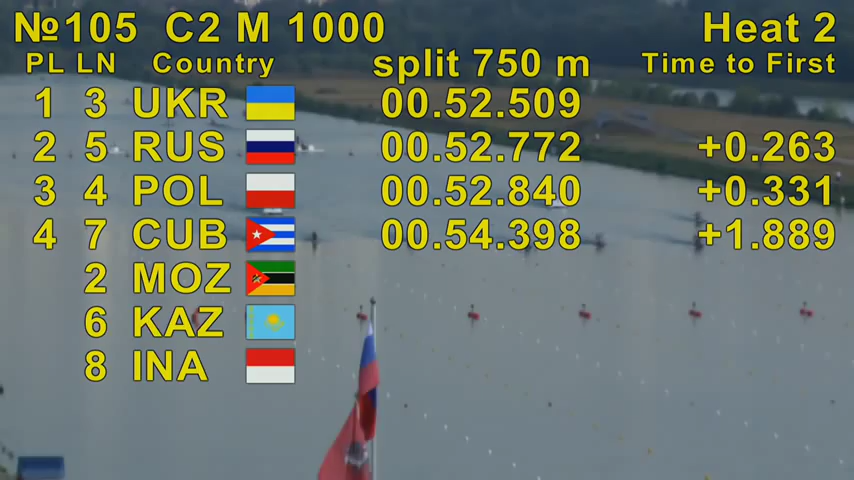 №105 C2 M 1000 Heat 2
PL LN Country split 750 m Time to First
1 3 UKR 00.52.509
2 5 RUS 00.52.772 +0.263
3 4 POL 00.52.840 +0.331
4 7 CUB 00.54.398 +1.889
2 MOZ
6 KAZ
8 INA